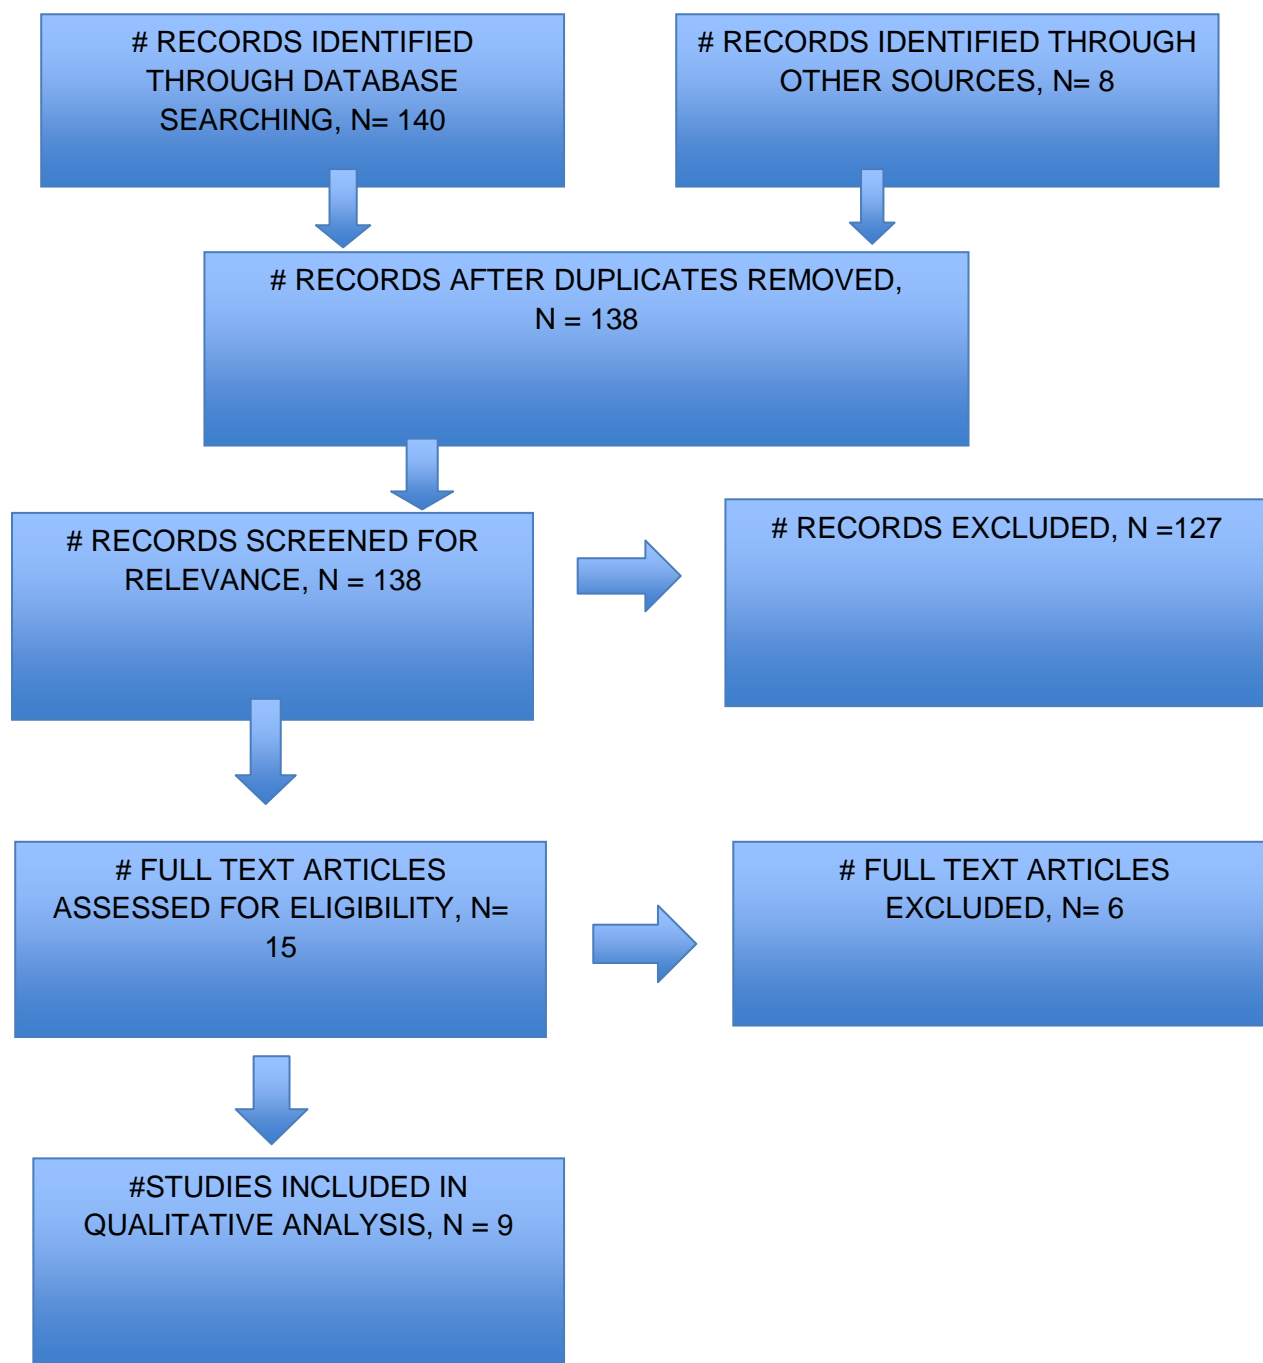 # RECORDS IDENTIFIED
THROUGH DATABASE
SEARCHING, N= 140
# RECORDS IDENTIFIED THROUGH
OTHER SOURCES, N= 8
# RECORDS AFTER DUPLICATES REMOVED,
N = 138
# RECORDS SCREENED FOR
RELEVANCE, N = 138
# RECORDS EXCLUDED, N =127
# FULL TEXT ARTICLES
ASSESSED FOR ELIGIBILITY, N=
15
# FULL TEXT ARTICLES
EXCLUDED, N= 6
#STUDIES INCLUDED IN
QUALITATIVE ANALYSIS, N = 9